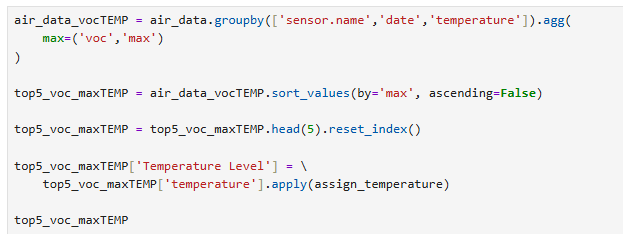 air_data_vocTEMP = air_data.groupby(['sensor.name','date','temperature']).agg(
    max=('voc','max')
)
top5_voc_maxTEMP = air_data_vocTEMP.sort_values(by='max', ascending=False)
top5_voc_maxTEMP = top5_voc_maxTEMP.head(5).reset_index()
top5_voc_maxTEMP['Temperature Level'] = \
    top5_voc_maxTEMP['temperature'].apply(assign_temperature)
top5_voc_maxTEMP